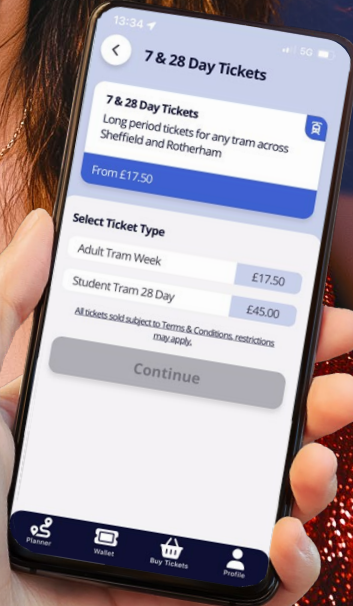 13:34
5G
7 & 28 Day Tickets
7 & 28 Day Tickets
Long period tickets for any tram across
Sheffield and Rotherham
From £17.50
Select Ticket Type
Adult Tram Week £17.50
Student Tram 28 Day £45.00
All tickets sold subject to Terms & Conditions, restrictions
may apply.
Continue
Planner Wallet Buy Tickets Profile